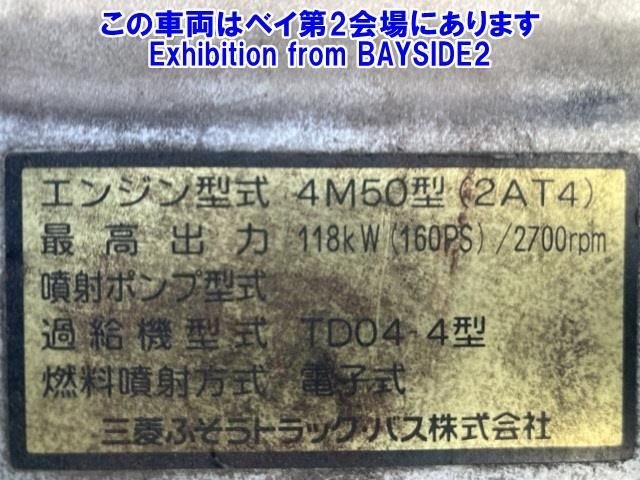 この車両はベイ第2会場にあります
Exhibition from BAYSIDE2
エンジン型式 4M50型(2AT4)
最高出力 118kW(160PS)/2700rpm
噴射ポンプ型式
過給機型式 TD04-4型
燃料噴射方式 電子式
三菱ふそうトラック・バス株式会社